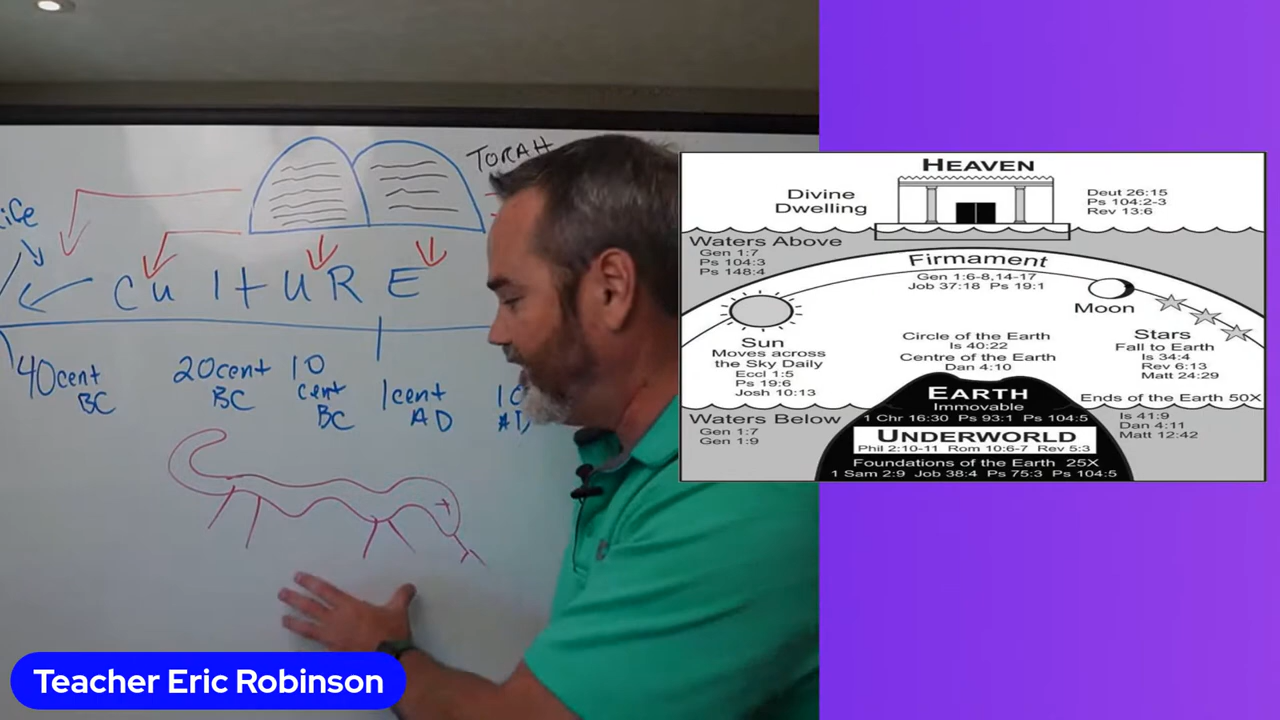 TORAH
CulturE
40cent
BC
20cent
BC
10
cent
BC
1cent
AD
Teacher Eric Robinson
HEAVEN
Divine
Dwelling
Deut 26:15
Ps 104:2-3
Rev 13:6
Waters Above
Gen 1:7
Ps 104:3
Ps 148:4
Firmament
Gen 1:6-8,14-17
Job 37:18 Ps 19:1
Moon
Sun
Moves across
the Sky Daily
Eccl 1:5
Ps 19:6
Josh 10:13
Circle of the Earth
Is 40:22
Centre of the Earth
Dan 4:10
Stars
Fall to Earth
Is 34:4
Rev 6:13
Matt 24:29
Ends of the Earth 50X
Is 41:9
Dan 4:11
Matt 12:42
EARTH
Immovable
1 Chr 16:30 Ps 93:1 Ps 104:5
Waters Below
Gen 1:7
Gen 1:9
UNDERWORLD
Phil 2:10-11 Rom 10:6-7 Rev 5:3
Foundations of the Earth 25X
1 Sam 2:9 Job 38:4 Ps 75:3 Ps 104:5